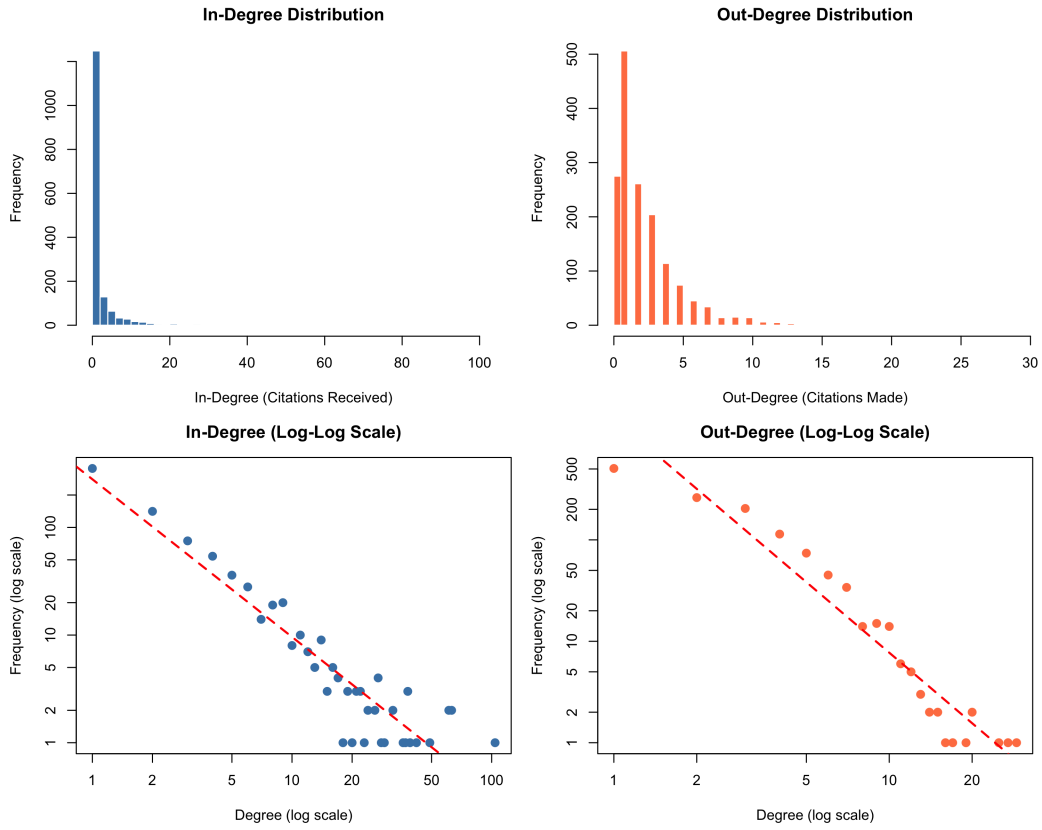 In-Degree Distribution
Frequency
0 200 400 600 800 1000
0 20 40 60 80 100
In-Degree (Citations Received)
Out-Degree Distribution
Frequency
0 100 200 300 400 500
0 5 10 15 20 25 30
Out-Degree (Citations Made)
In-Degree (Log-Log Scale)
Frequency (log scale)
1 2 5 10 20 50 100
1 2 5 10 20 50 100
Degree (log scale)
Out-Degree (Log-Log Scale)
Frequency (log scale)
1 2 5 10 20 50 200 500
1 2 5 10 20
Degree (log scale)